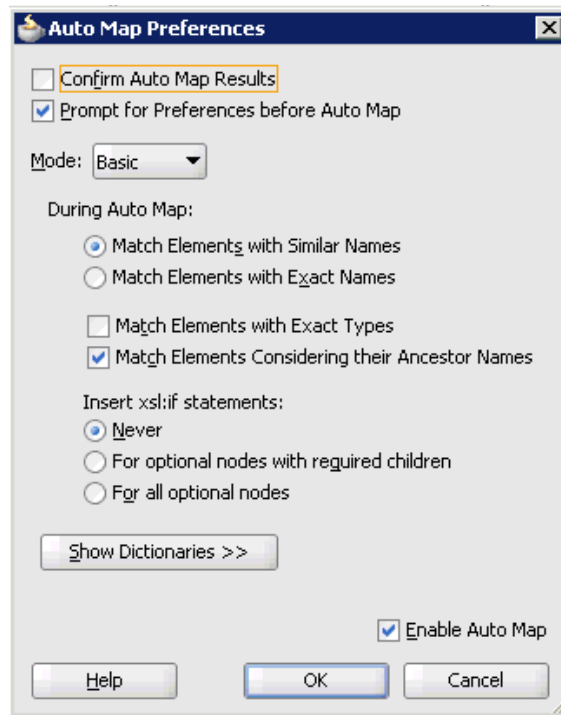 Auto Map Preferences
Confirm Auto Map Results
Prompt for Preferences before Auto Map
Mode: Basic
During Auto Map:
Match Elements with Similar Names
Match Elements with Exact Names
Match Elements with Exact Types
Match Elements Considering their Ancestor Names
Insert xsl:if statements:
Never
For optional nodes with required children
For all optional nodes
Show Dictionaries >>
Enable Auto Map
Help OK Cancel